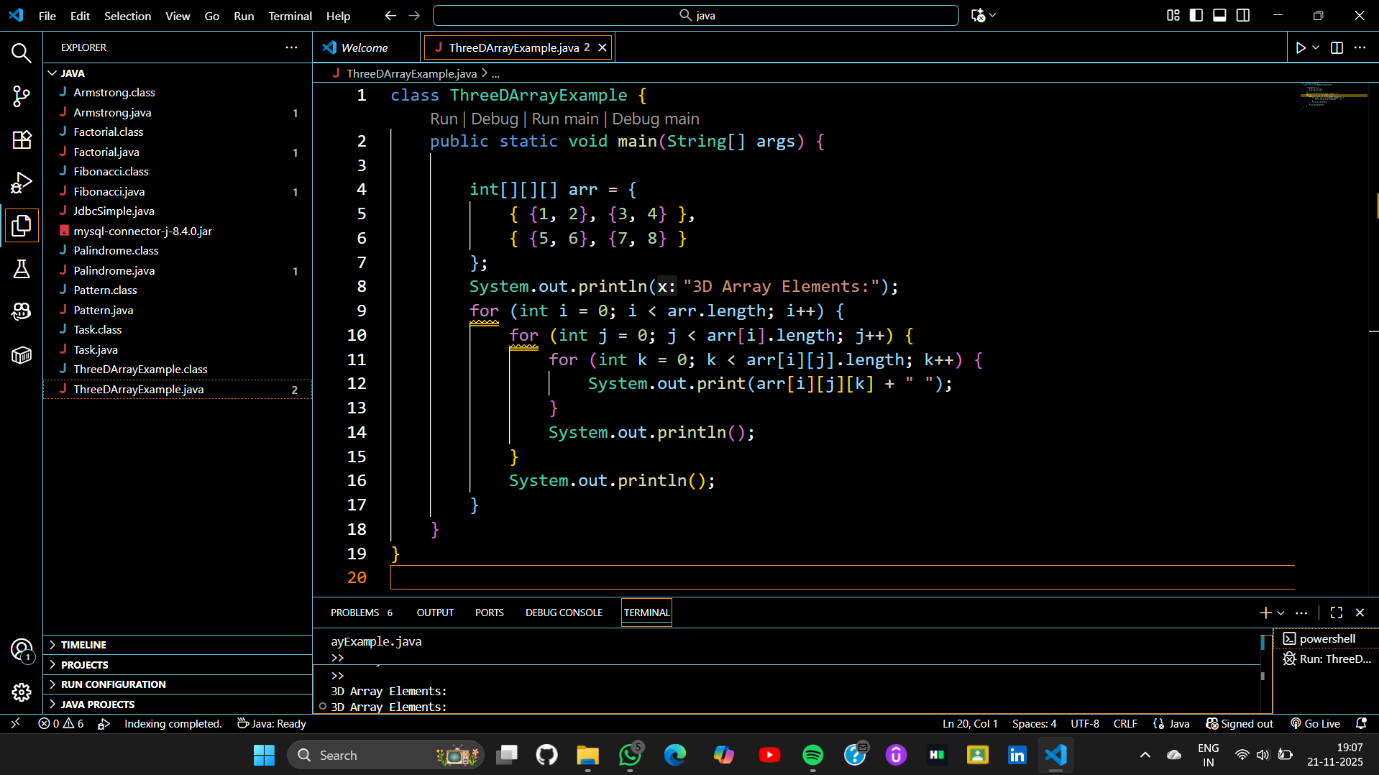 File Edit Selection View Go Run Terminal Help java
EXPLORER
JAVA
Armstrong.class
Armstrong.java 1
Factorial.class
Factorial.java 1
Fibonacci.class
Fibonacci.java 1
JdbcSimple.java
mysql-connector-j-8.4.0.jar
Palindrome.class
Palindrome.java 1
Pattern.class
Pattern.java
Task.class
Task.java
ThreeDArrayExample.class
ThreeDArrayExample.java 2
TIMELINE
PROJECTS
RUN CONFIGURATION
JAVA PROJECTS
Welcome ThreeDArrayExample.java 2
ThreeDArrayExample.java > ...
1 class ThreeDArrayExample {
Run | Debug | Run main | Debug main
2 public static void main(String[] args) {
3
4 int[][][] arr = {
5 { {1, 2}, {3, 4} },
6 { {5, 6}, {7, 8} }
7 };
8 System.out.println(x: "3D Array Elements:");
9 for (int i = 0; i < arr.length; i++) {
10 for (int j = 0; j < arr[i].length; j++) {
11 for (int k = 0; k < arr[i][j].length; k++) {
12 System.out.print(arr[i][j][k] + " ");
13 }
14 System.out.println();
15 }
16 System.out.println();
17 }
18 }
19 }
20
PROBLEMS 6 OUTPUT PORTS DEBUG CONSOLE TERMINAL
ayExample.java
>>
>>
3D Array Elements:
3D Array Elements:
powershell
Run: ThreeD...
1
0 6 Indexing completed. Java: Ready Ln 20, Col 1 Spaces: 4 UTF-8 CRLF Java Signed out Go Live
Search 5 ENG IN 19:07 21-11-2025